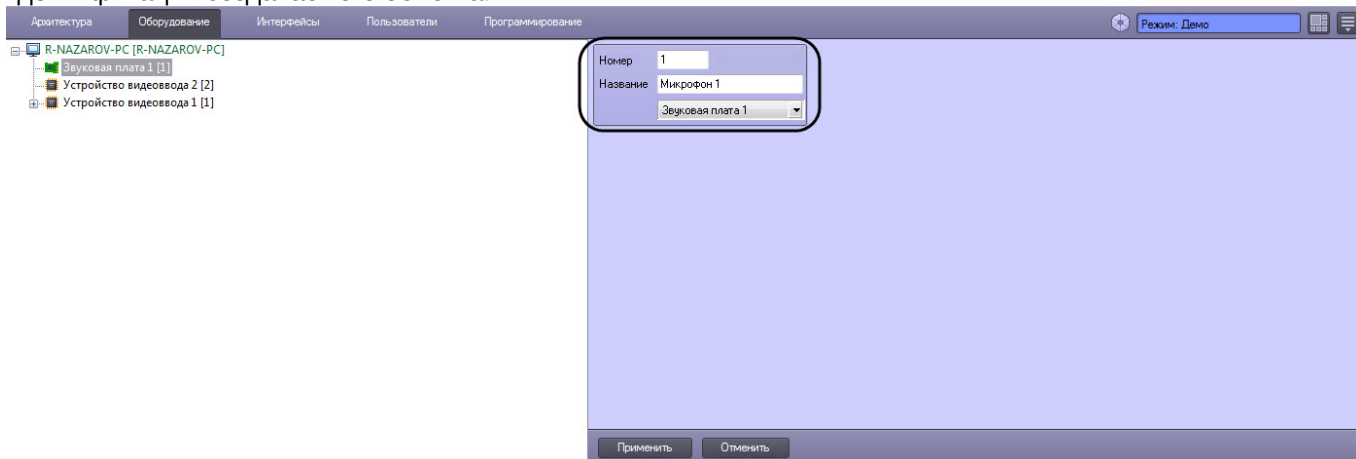 Архитектура Оборудование Интерфейсы Пользователи Программирование Режим: Демо
R-NAZAROV-PC [R-NAZAROV-PC]
Звуковая плата 1 [1]
Устройство видеоввода 2 [2]
Устройство видеоввода 1 [1]
Номер 1
Название Микрофон 1
Звуковая плата 1
Применить Отменить